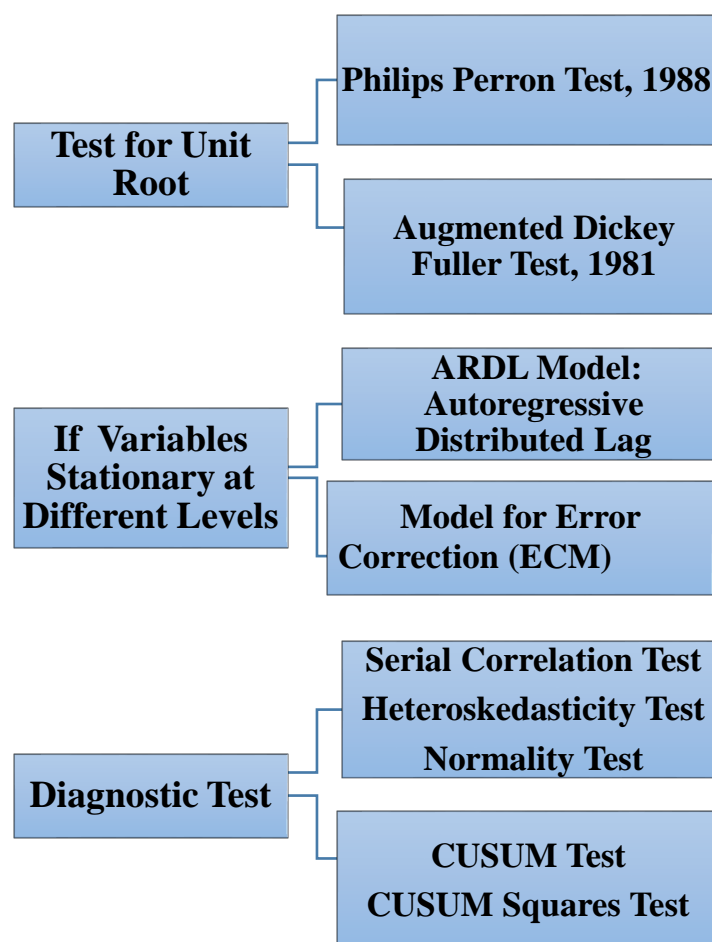 Philips Perron Test, 1988
Test for Unit
Root
Augmented Dickey
Fuller Test, 1981
ARDL Model:
Autoregressive
Distributed Lag
If Variables
Stationary at
Different Levels
Model for Error
Correction (ECM)
Serial Correlation Test
Heteroskedasticity Test
Normality Test
Diagnostic Test
CUSUM Test
CUSUM Squares Test